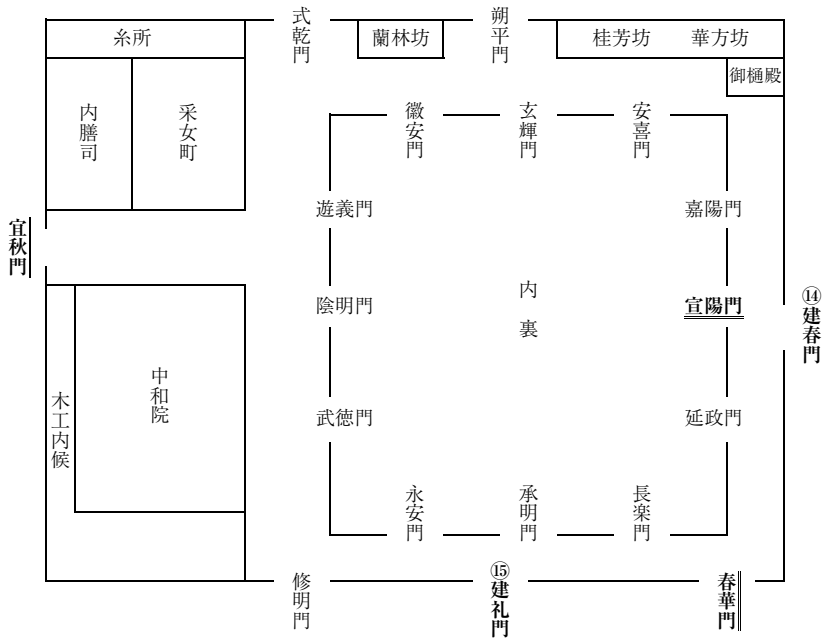 式乾門
朔平門
糸所
蘭林坊
桂芳坊
華方坊
御樋殿
内膳司
采女町
徽安門
玄輝門
安喜門
遊義門
嘉陽門
宜秋門
内裏
陰明門
宣陽門
⑭建春門
中和院
木工内候
武徳門
延政門
永安門
承明門
長楽門
修明門
⑮建礼門
春華門